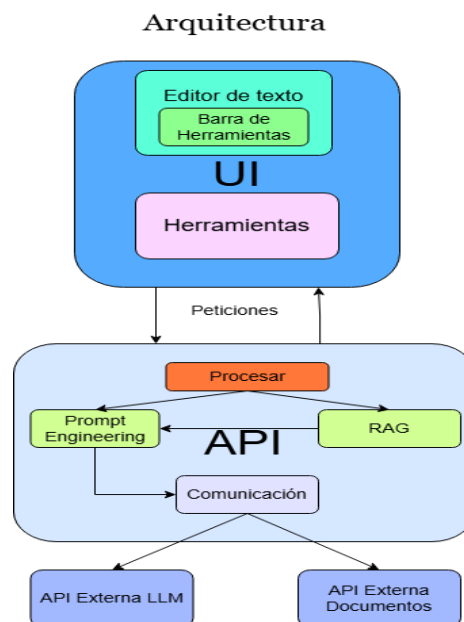 Arquitectura
Editor de texto
Barra de
Herramientas
UI
Herramientas
Peticiones
Procesar
Prompt
Engineering
API
RAG
Comunicación
API Externa LLM
API Externa
Documentos